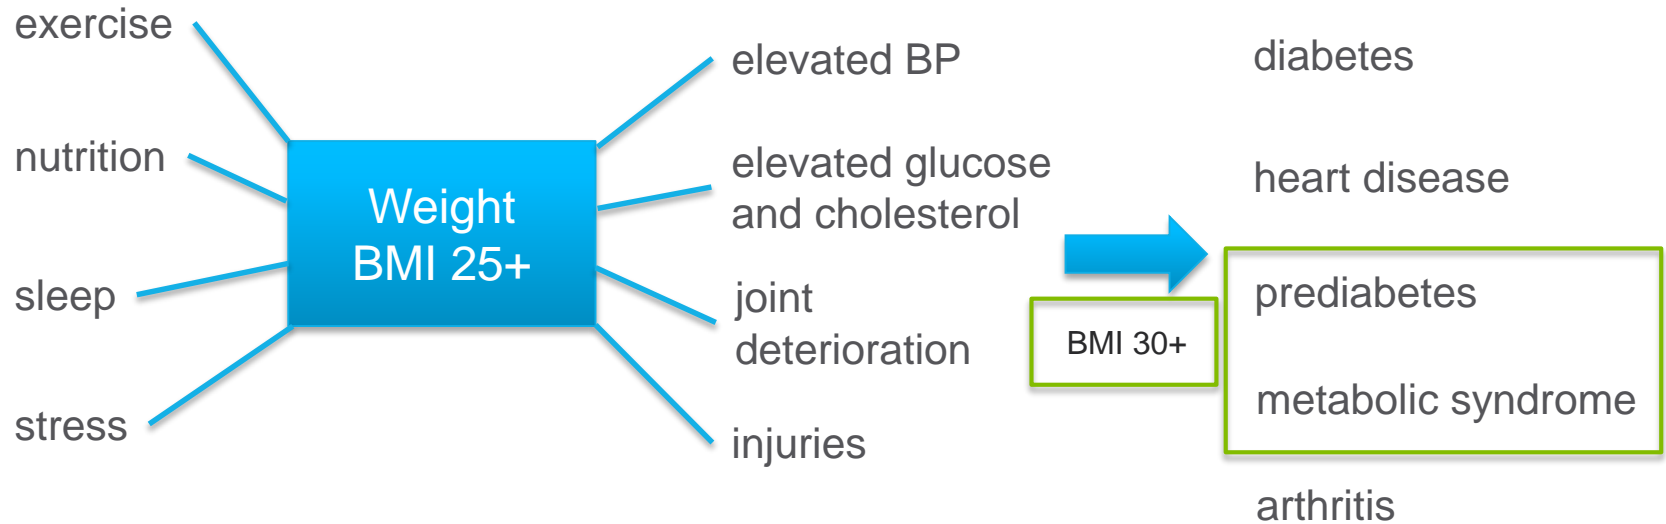 exercise
nutrition
sleep
stress
Weight
BMI 25+
elevated BP
elevated glucose
and cholesterol
joint
deterioration
injuries
BMI 30+
diabetes
heart disease
prediabetes
metabolic syndrome
arthritis